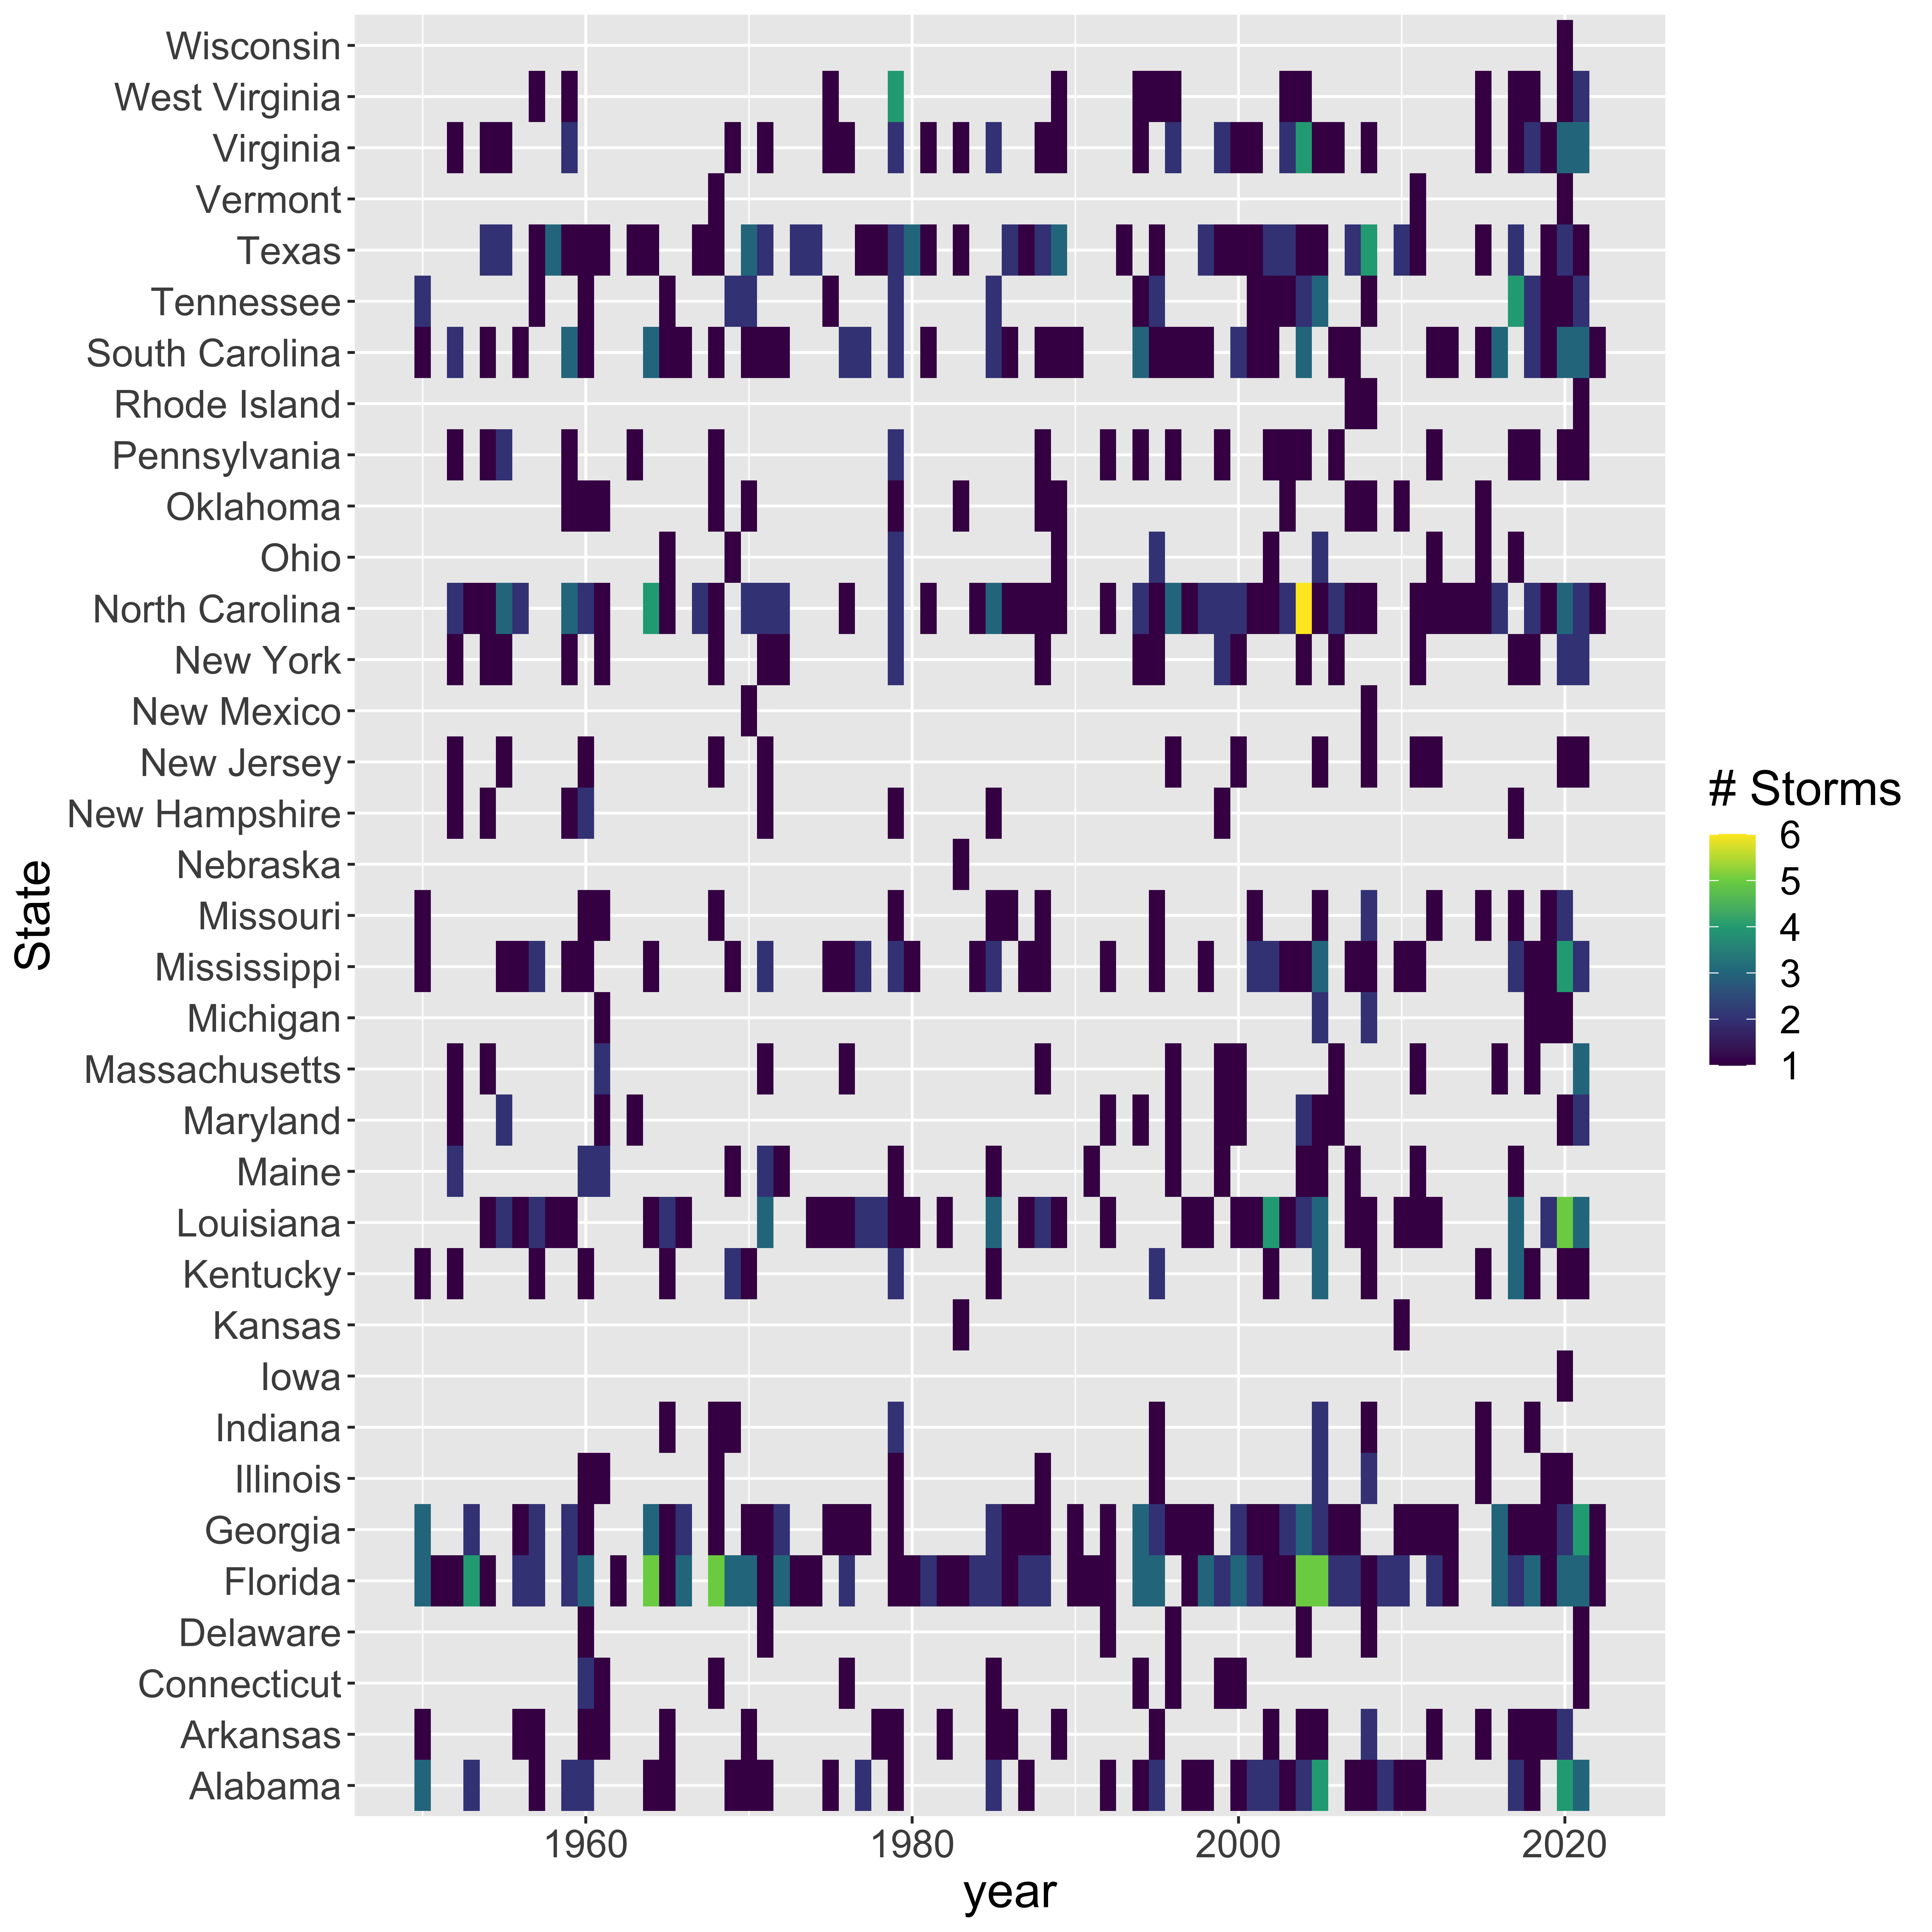 Wisconsin
West Virginia
Virginia
Vermont
Texas
Tennessee
South Carolina
Rhode Island
Pennsylvania
Oklahoma
Ohio
North Carolina
New York
New Mexico
New Jersey
New Hampshire
Nebraska
Missouri
Mississippi
Michigan
Massachusetts
Maryland
Maine
Louisiana
Kentucky
Kansas
Iowa
Indiana
Illinois
Georgia
Florida
Delaware
Connecticut
Arkansas
Alabama
State
1960 1980 2000 2020
year
# Storms
6
5
4
3
2
1